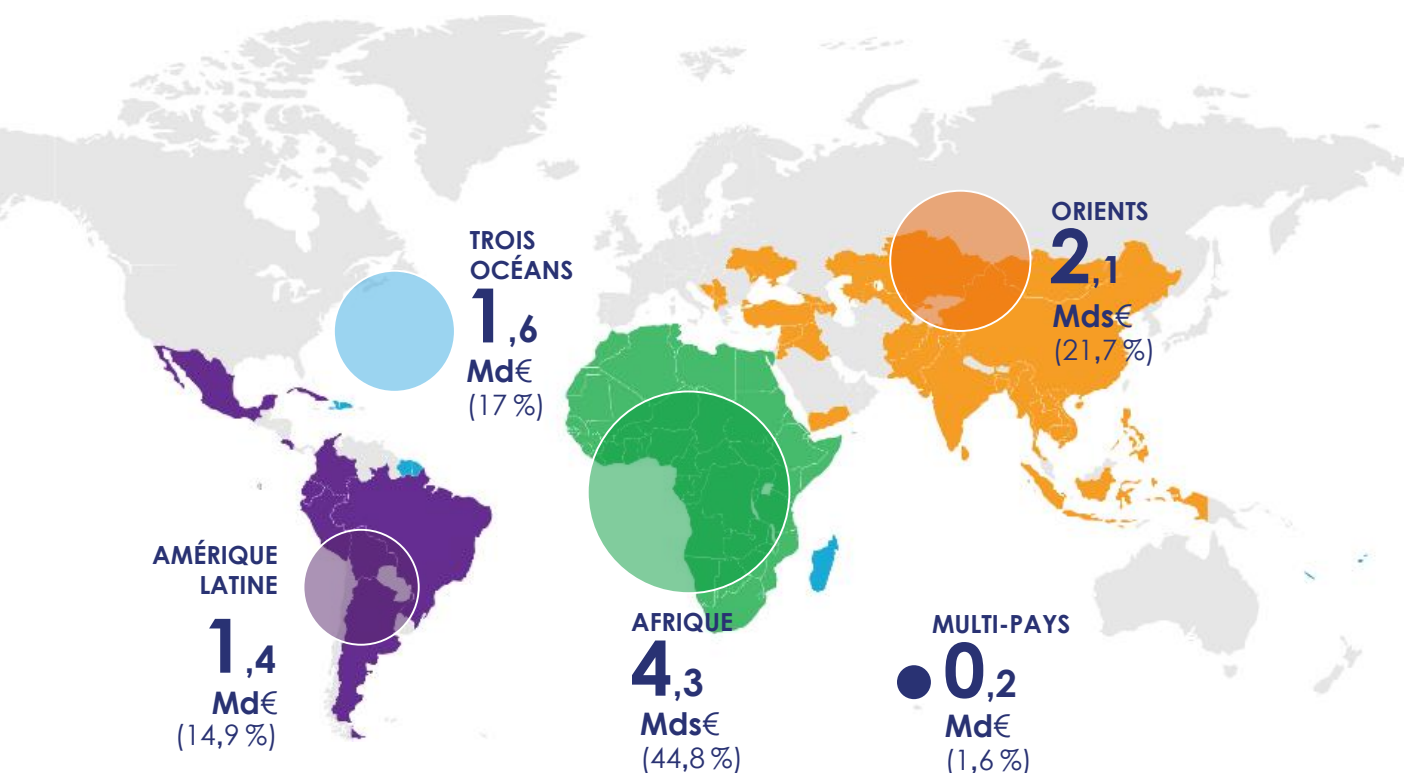 TROIS
OCÉANS
1,6
Md€
(17 %)
ORIENTS
2,1
Mds€
(21,7 %)
AMÉRIQUE
LATINE
1,4
Md€
(14,9 %)
AFRIQUE
4,3
Mds€
(44,8 %)
MULTI-PAYS
0,2
Md€
(1,6 %)